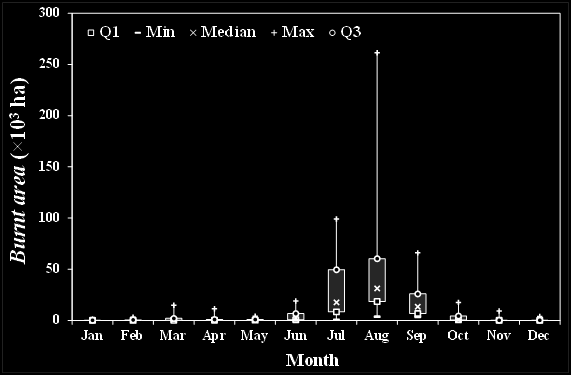 300
Q1 Min Median Max Q3
250
200
150
100
50
0
Burnt area (×10³ ha)
Jan Feb Mar Apr May Jun Jul Aug Sep Oct Nov Dec
Month